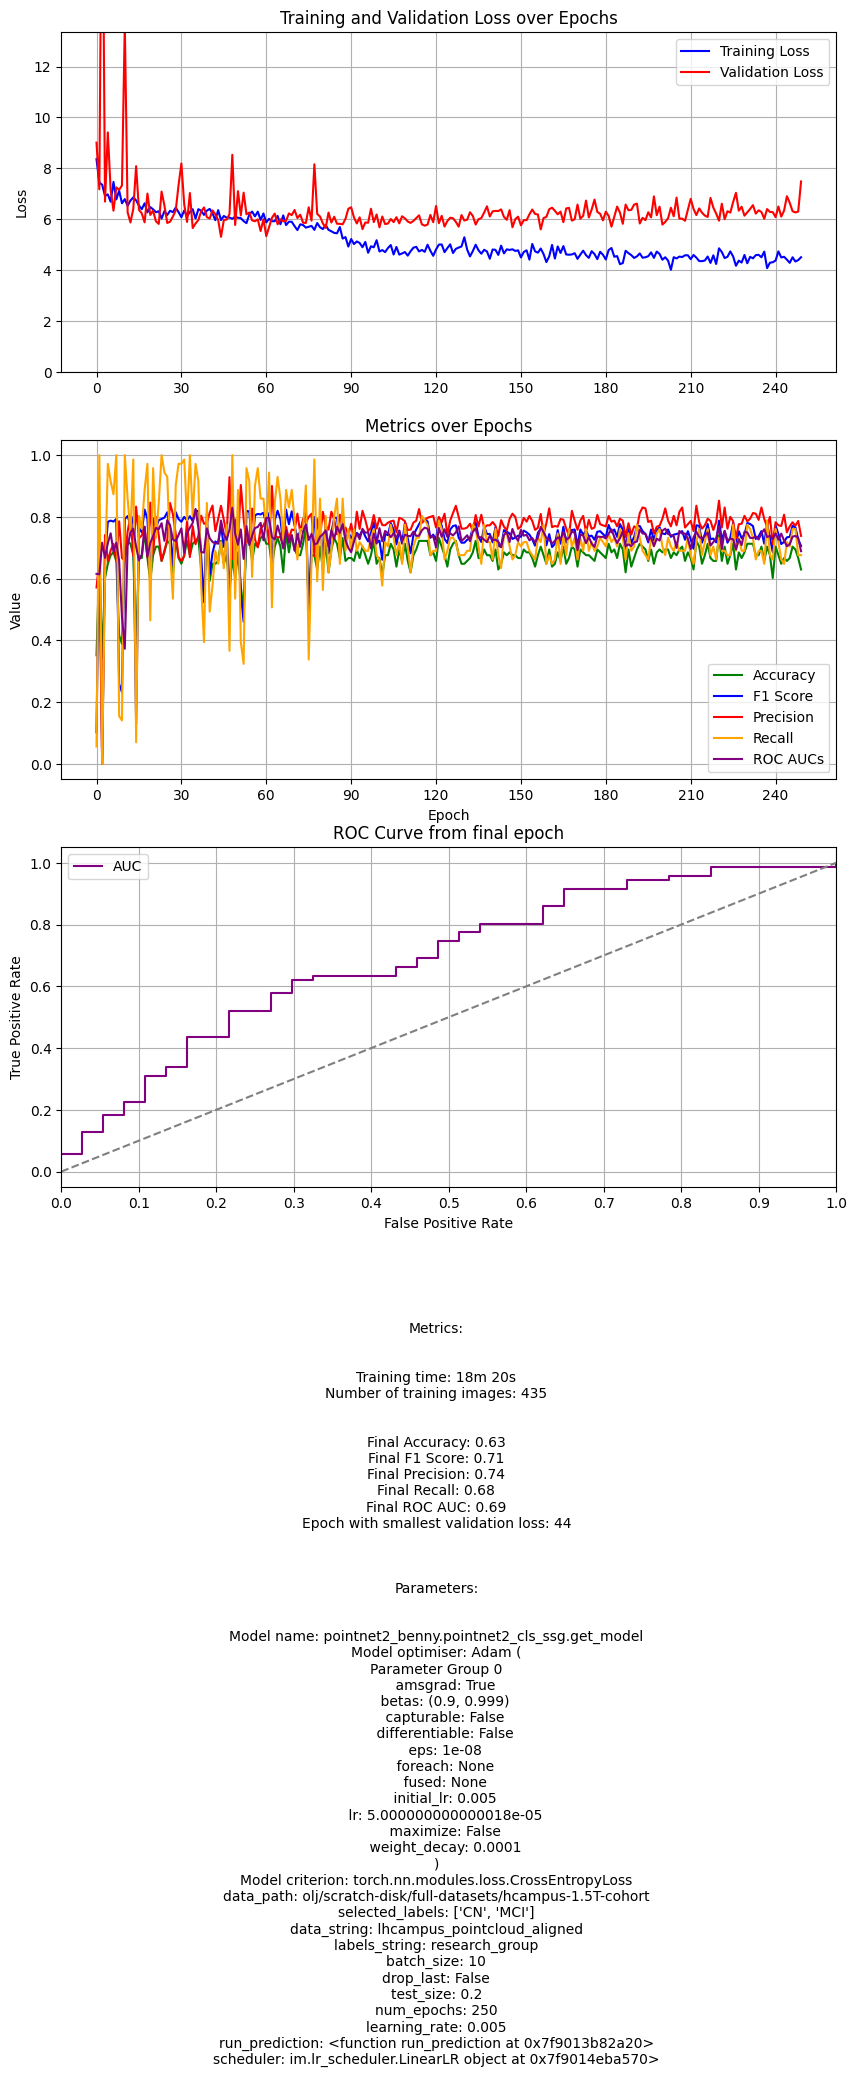 Training and Validation Loss over Epochs
Loss
12
10
8
6
4
2
0
Training Loss
Validation Loss
0 30 60 90 120 150 180 210 240
Metrics over Epochs
Value
1.0
0.8
0.6
0.4
0.2
0.0
Accuracy
F1 Score
Precision
Recall
ROC AUCs
0 30 60 90 120 150 180 210 240
Epoch
ROC Curve from final epoch
True Positive Rate
1.0
0.8
0.6
0.4
0.2
0.0
AUC
0.0 0.1 0.2 0.3 0.4 0.5 0.6 0.7 0.8 0.9 1.0
False Positive Rate
Metrics:
Training time: 18m 20s
Number of training images: 435
Final Accuracy: 0.63
Final F1 Score: 0.71
Final Precision: 0.74
Final Recall: 0.68
Final ROC AUC: 0.69
Epoch with smallest validation loss: 44
Parameters:
Model name: pointnet2_benny.pointnet2_cls_ssg.get_model
Model optimiser: Adam (
Parameter Group 0
amsgrad: True
betas: (0.9, 0.999)
capturable: False
differentiable: False
eps: 1e-08
foreach: None
fused: None
initial_lr: 0.005
lr: 5.000000000000018e-05
maximize: False
weight_decay: 0.0001
)
Model criterion: torch.nn.modules.loss.CrossEntropyLoss
data_path: olj/scratch-disk/full-datasets/hcampus-1.5T-cohort
selected_labels: ['CN', 'MCI']
data_string: lhcampus_pointcloud_aligned
labels_string: research_group
batch_size: 10
drop_last: False
test_size: 0.2
num_epochs: 250
learning_rate: 0.005
run_prediction: <function run_prediction at 0x7f9013b82a20>
scheduler: im.lr_scheduler.LinearLR object at 0x7f9014eba570>